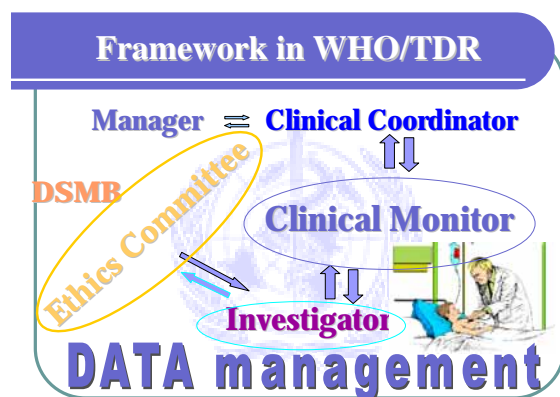 Framework in WHO/TDR
Manager Clinical Coordinator
DSMB
Ethics Committee
Clinical Monitor
Investigator
DATA management